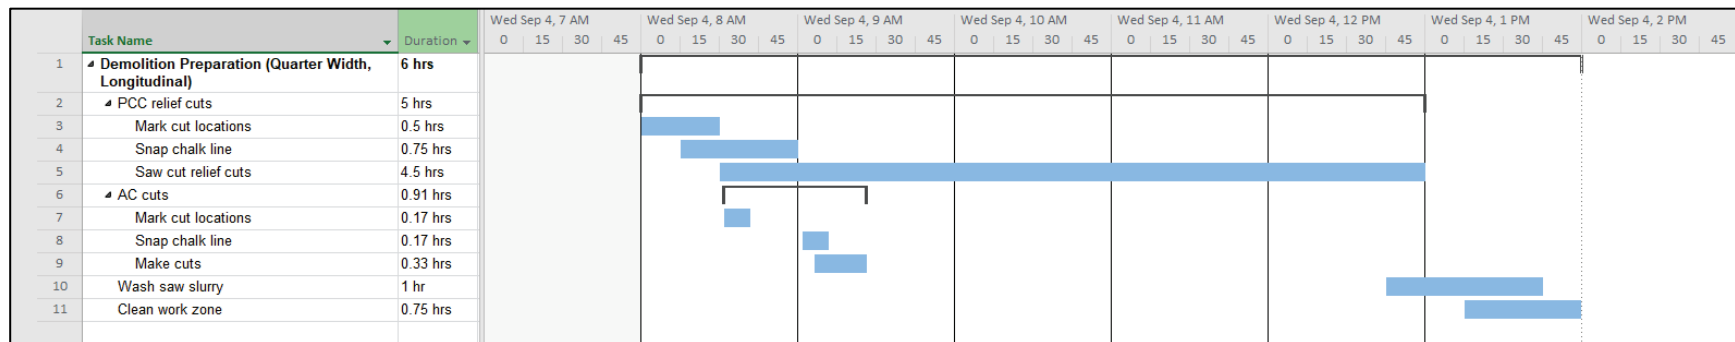 Wed Sep 4, 7 AM Wed Sep 4, 8 AM Wed Sep 4, 9 AM Wed Sep 4, 10 AM Wed Sep 4, 11 AM Wed Sep 4, 12 PM Wed Sep 4, 1 PM Wed Sep 4, 2 PM
Task Name Duration 0 15 30 45 0 15 30 45 0 15 30 45 0 15 30 45 0 15 30 45 0 15 30 45 0 15 30 45 0 15 30 45
1 Demolition Preparation (Quarter Width, 6 hrs
Longitudinal)
2 PCC relief cuts 5 hrs
3 Mark cut locations 0.5 hrs
4 Snap chalk line 0.75 hrs
5 Saw cut relief cuts 4.5 hrs
6 AC cuts 0.91 hrs
7 Mark cut locations 0.17 hrs
8 Snap chalk line 0.17 hrs
9 Make cuts 0.33 hrs
10 Wash saw slurry 1 hr
11 Clean work zone 0.75 hrs